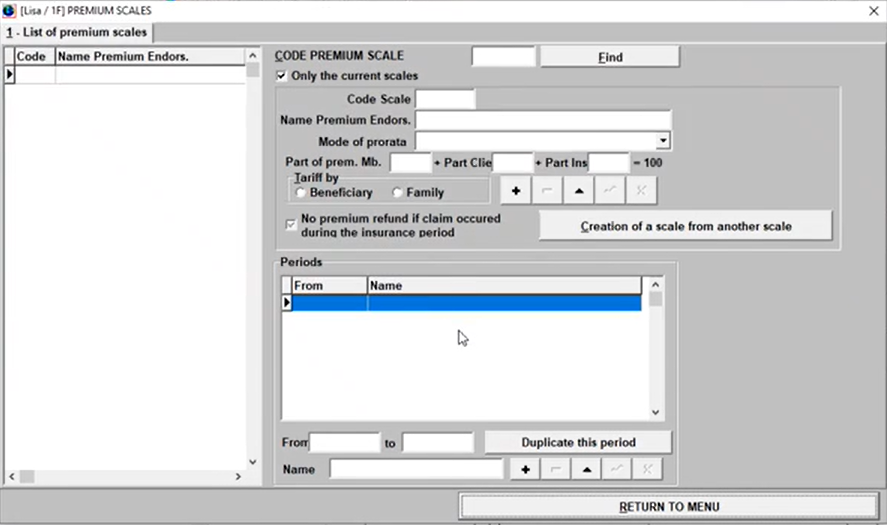 [Lisa / 1F] PREMIUM SCALES
1 - List of premium scales
Code Name Premium Endors.
CODE PREMIUM SCALE
Find
Only the current scales
Code Scale
Name Premium Endors.
Mode of prorata
Part of prem. Mb. + Part Clie + Part Ins = 100
Tariff by
Beneficiary Family
No premium refund if claim occured
during the insurance period
Creation of a scale from another scale
Periods
From Name
From to
Duplicate this period
Name
RETURN TO MENU